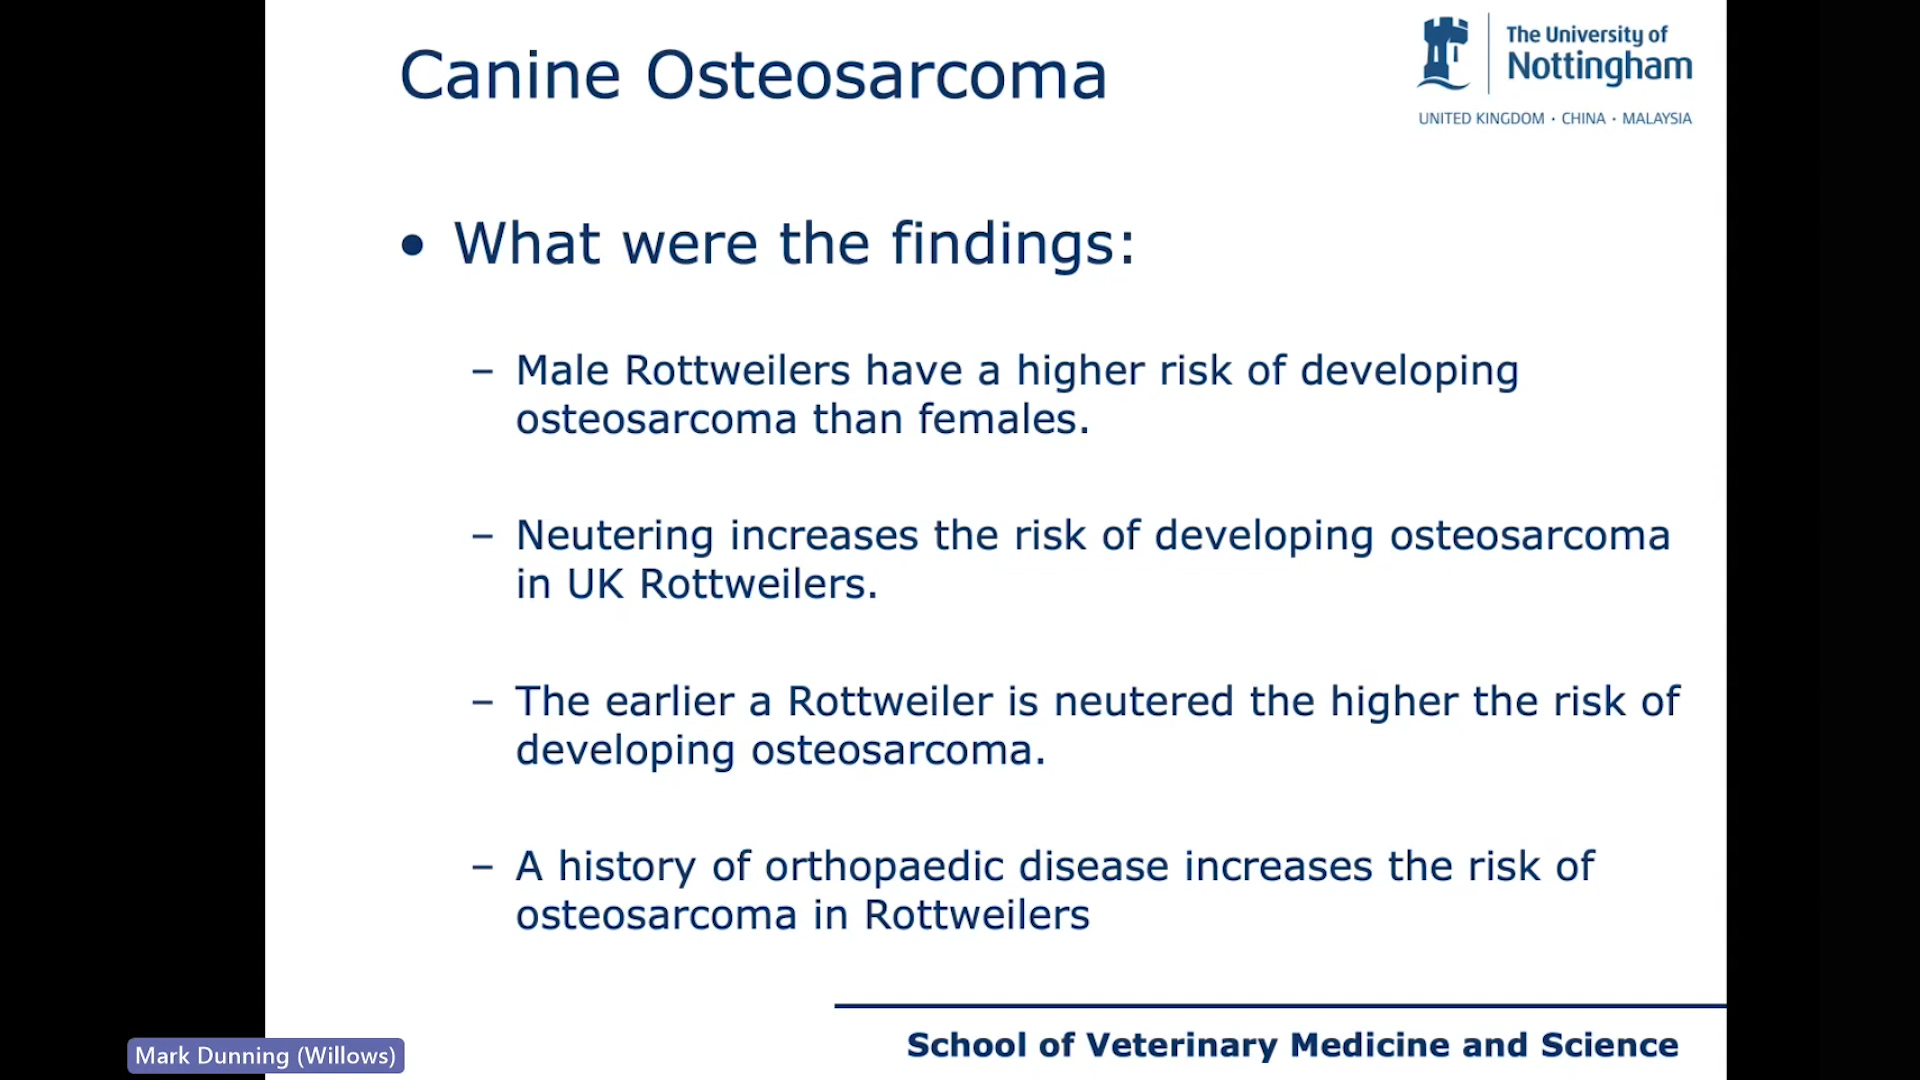 Canine Osteosarcoma
The University of
Nottingham
UNITED KINGDOM · CHINA · MALAYSIA
• What were the findings:
– Male Rottweilers have a higher risk of developing
osteosarcoma than females.
– Neutering increases the risk of developing osteosarcoma
in UK Rottweilers.
– The earlier a Rottweiler is neutered the higher the risk of
developing osteosarcoma.
– A history of orthopaedic disease increases the risk of
osteosarcoma in Rottweilers
School of Veterinary Medicine and Science
Mark Dunning (Willows)